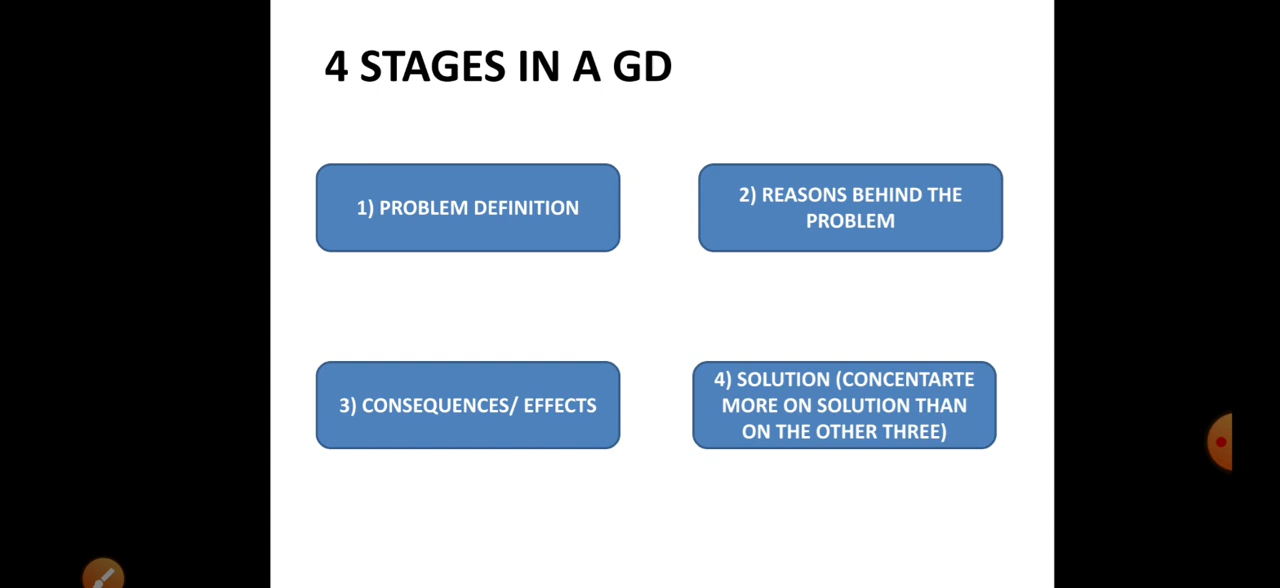 4 STAGES IN A GD
1) PROBLEM DEFINITION
2) REASONS BEHIND THE
PROBLEM
3) CONSEQUENCES/ EFFECTS
4) SOLUTION (CONCENTARTE
MORE ON SOLUTION THAN
ON THE OTHER THREE)